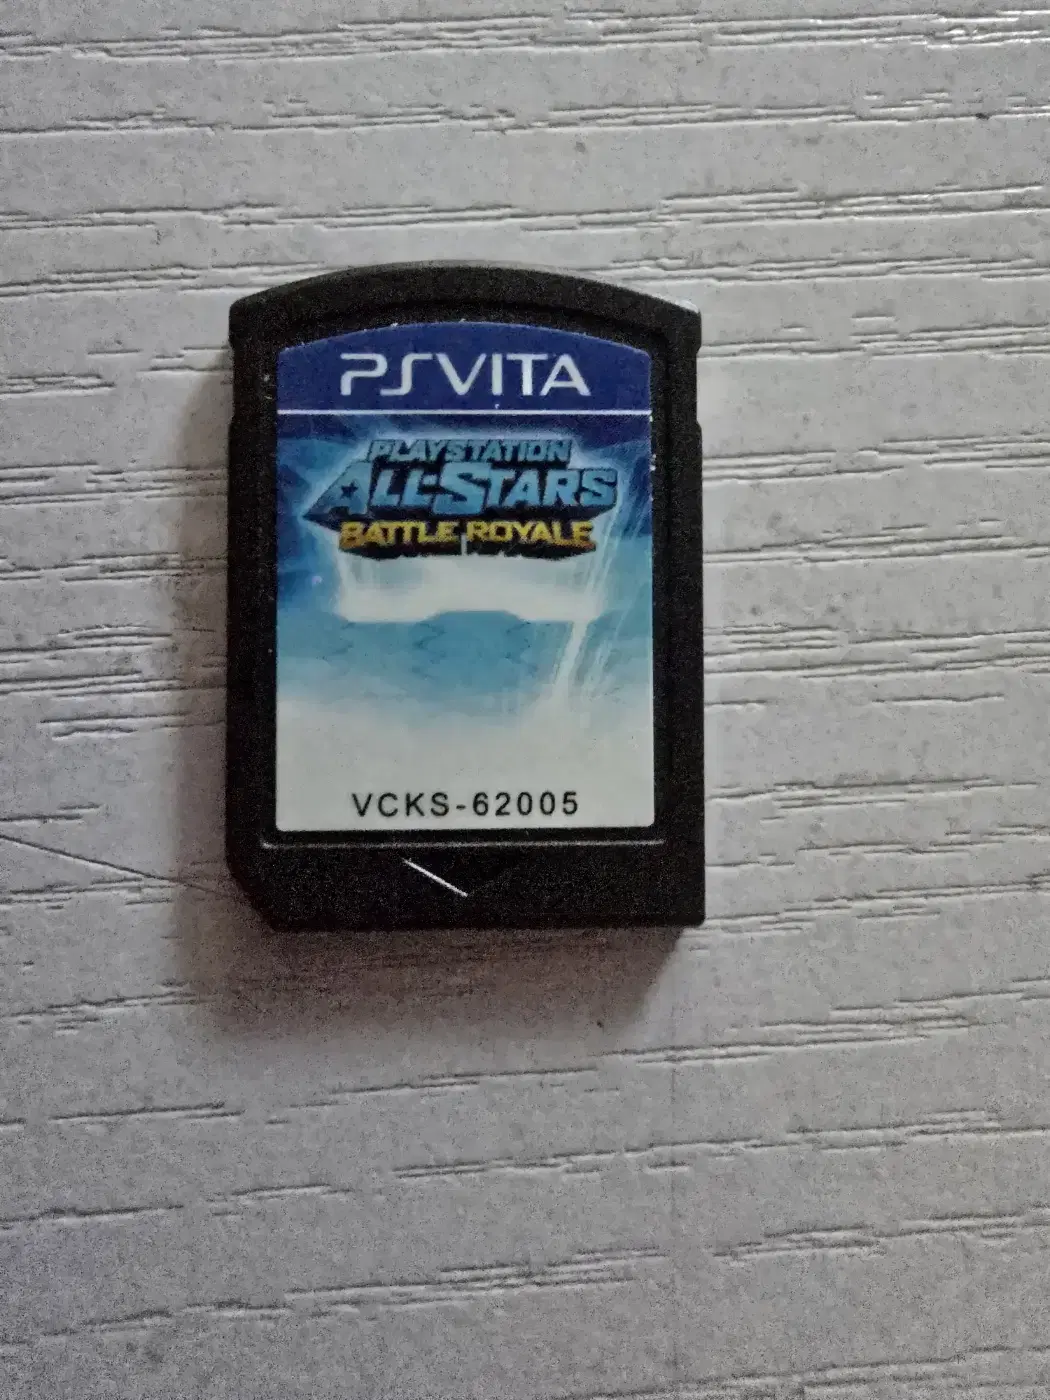 PSVITA
PLAYSTATION
ALL-STARS
BATTLE ROYALE
VCKS-62005